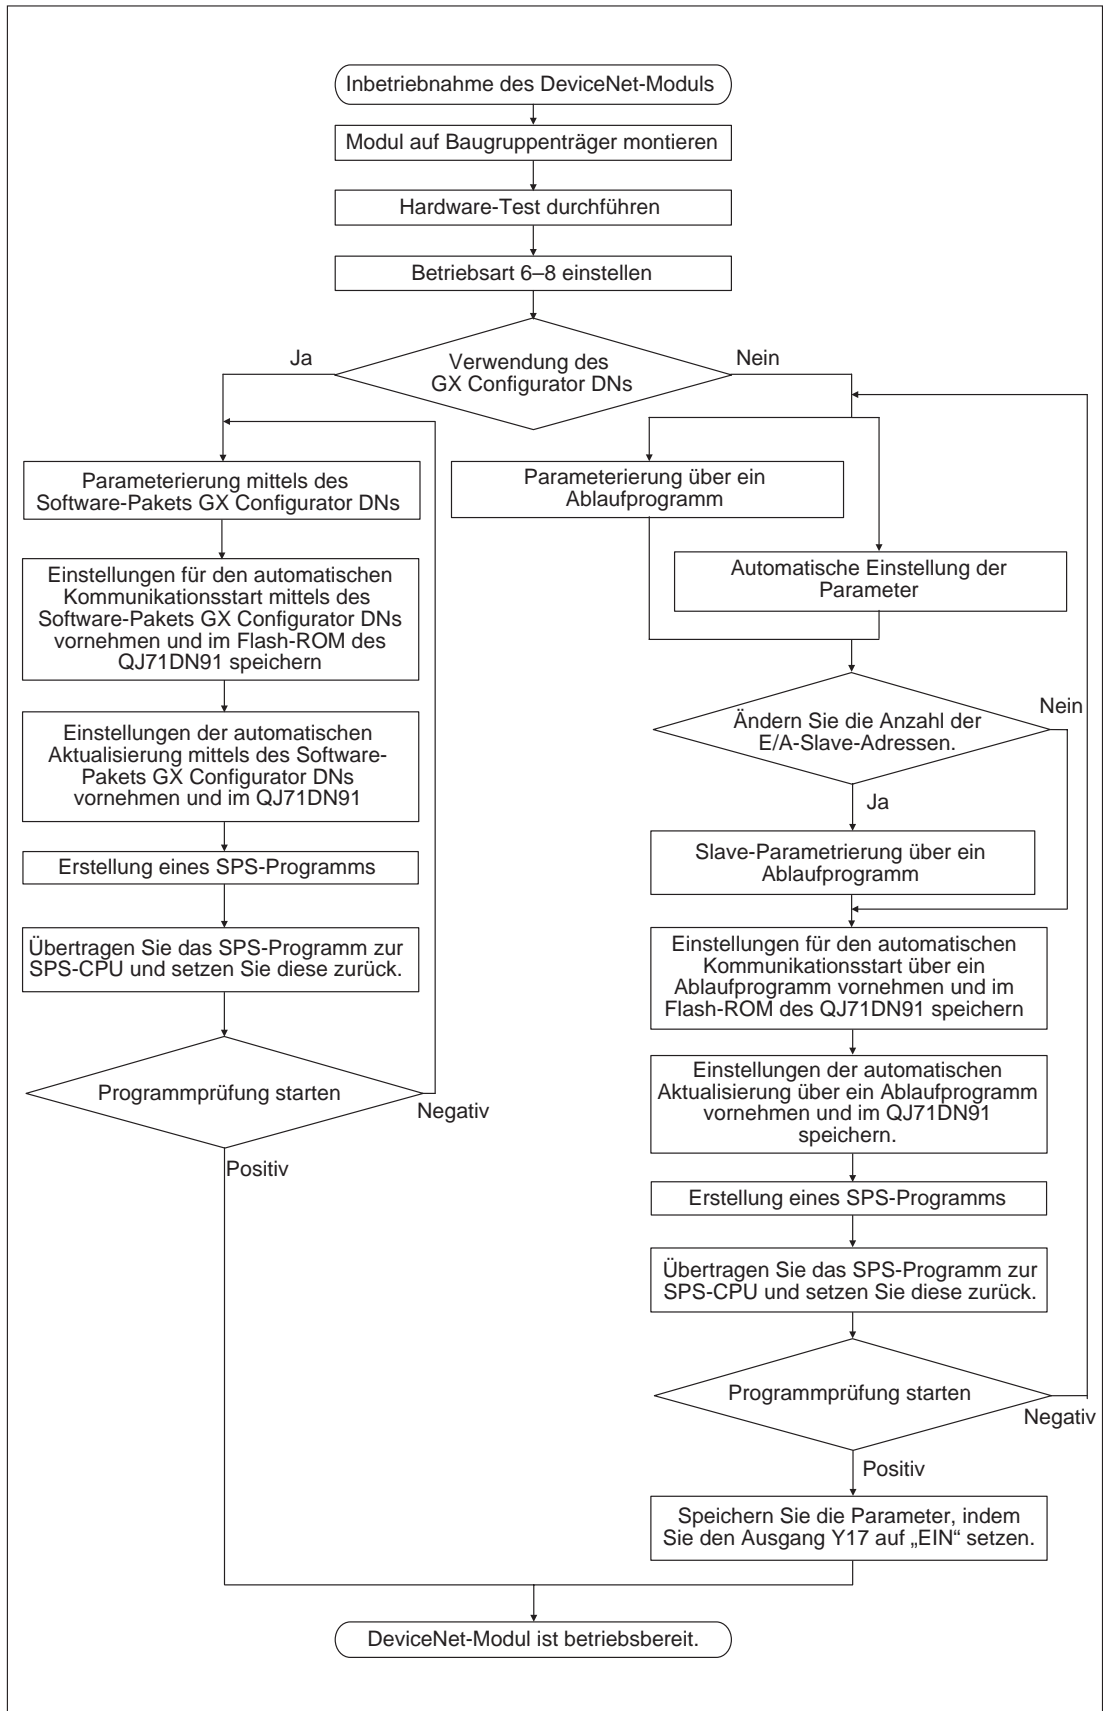 Inbetriebnahme des DeviceNet-Moduls
Modul auf Baugruppenträger montieren
Hardware-Test durchführen
Betriebsart 6–8 einstellen
Verwendung des
GX Configurator DNs
Ja
Nein
Parameterierung mittels des
Software-Pakets GX Configurator DNs
Einstellungen für den automatischen
Kommunikationsstart mittels des
Software-Pakets GX Configurator DNs
vornehmen und im Flash-ROM des
QJ71DN91 speichern
Einstellungen der automatischen
Aktualisierung mittels des Software-
Pakets GX Configurator DNs
vornehmen und im QJ71DN91
Erstellung eines SPS-Programms
Übertragen Sie das SPS-Programm zur
SPS-CPU und setzen Sie diese zurück.
Programmprüfung starten
Negativ
Positiv
Parameterierung über ein
Ablaufprogramm
Automatische Einstellung der
Parameter
Ändern Sie die Anzahl der
E/A-Slave-Adressen.
Nein
Ja
Slave-Parametrierung über ein
Ablaufprogramm
Einstellungen für den automatischen
Kommunikationsstart über ein
Ablaufprogramm vornehmen und im
Flash-ROM des QJ71DN91 speichern
Einstellungen der automatischen
Aktualisierung über ein Ablaufprogramm
vornehmen und im QJ71DN91
speichern.
Erstellung eines SPS-Programms
Übertragen Sie das SPS-Programm zur
SPS-CPU und setzen Sie diese zurück.
Programmprüfung starten
Negativ
Positiv
Speichern Sie die Parameter, indem
Sie den Ausgang Y17 auf „EIN“ setzen.
DeviceNet-Modul ist betriebsbereit.